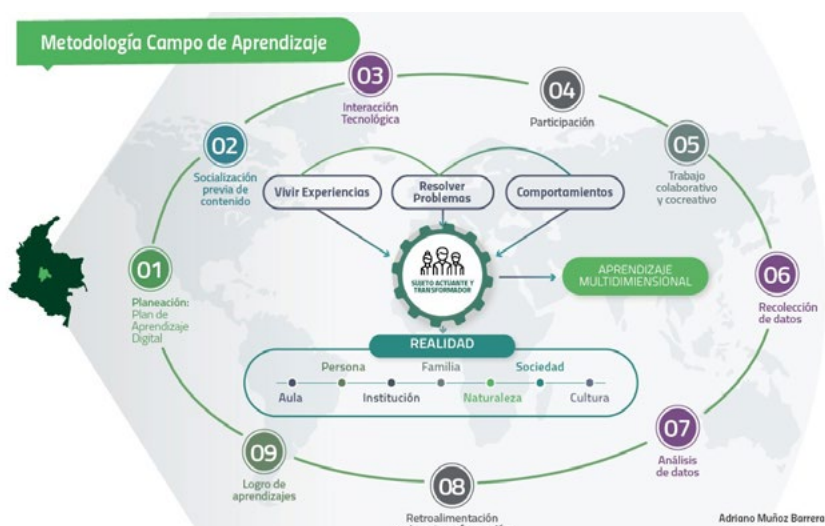 Metodología Campo de Aprendizaje
03
Interacción
Tecnológica
04
Participación
02
Socialización
previa de
contenido
05
Trabajo
colaborativo
y cocreativo
Vivir Experiencias
Resolver
Problemas
Comportamientos
01
Planeación:
Plan de
Aprendizaje
Digital
SUJETO ACTUANTE Y
TRANSFORMADOR
APRENDIZAJE
MULTIDIMENSIONAL
06
Recolección
de datos
REALIDAD
Persona
Familia
Sociedad
Aula
Institución
Naturaleza
Cultura
09
Logro de
aprendizajes
07
Análisis
de datos
08
Retroalimentación
Adriano Muñoz Barrera